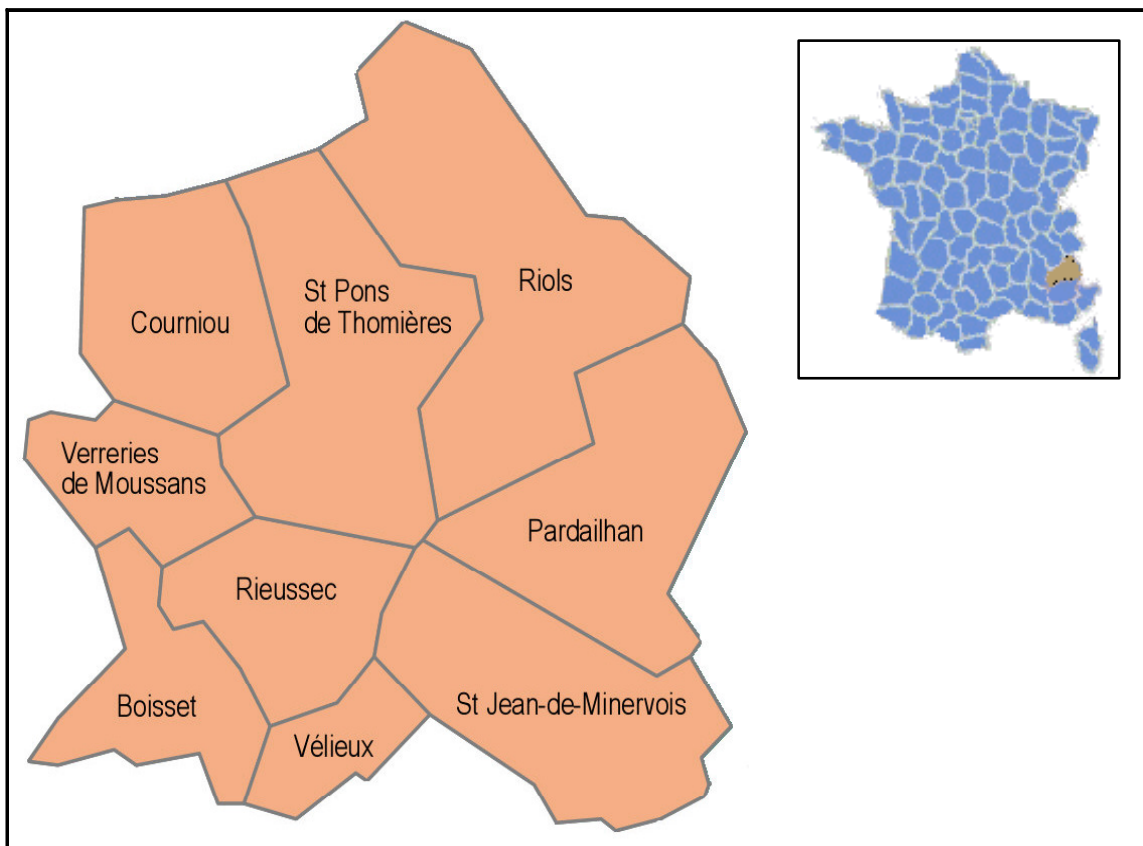 Riols
St Pons
de Thomières
Courniou
Verreries
de Moussans
Pardailhan
Rieussec
St Jean-de-Minervois
Boisset
Vélieux